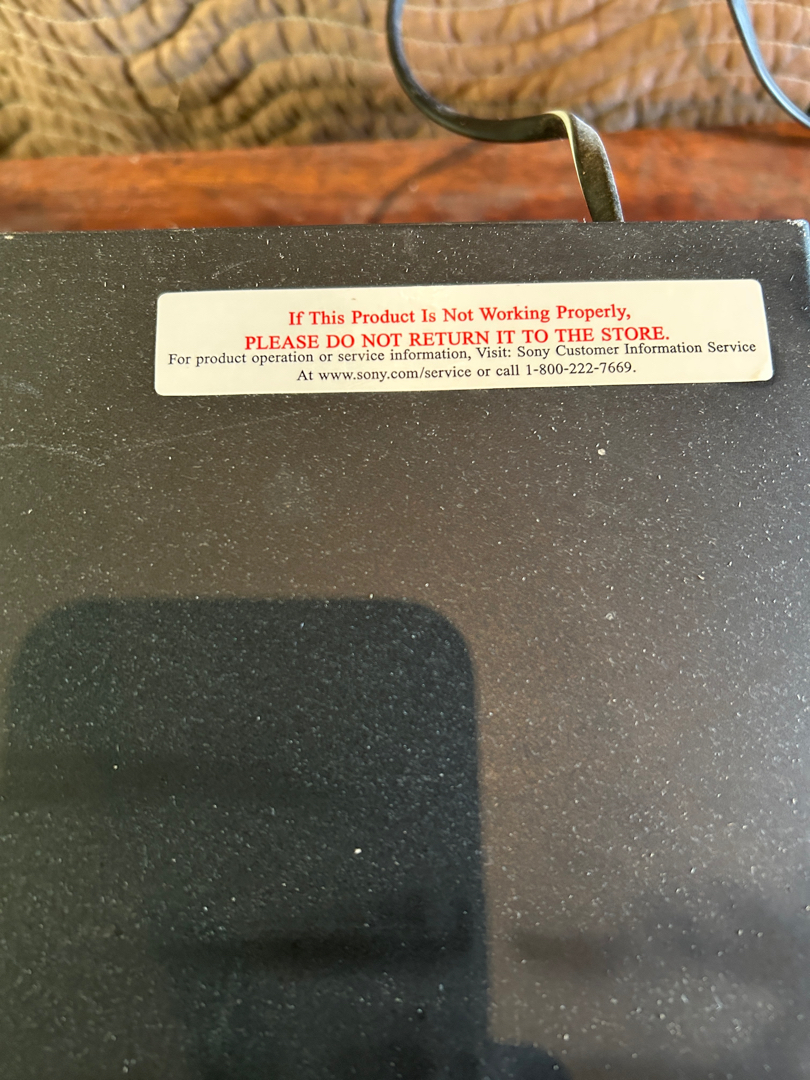 If This Product Is Not Working Properly,
PLEASE DO NOT RETURN IT TO THE STORE.
For product operation or service information, Visit: Sony Customer Information Service
At www.sony.com/service or call 1-800-222-7669.